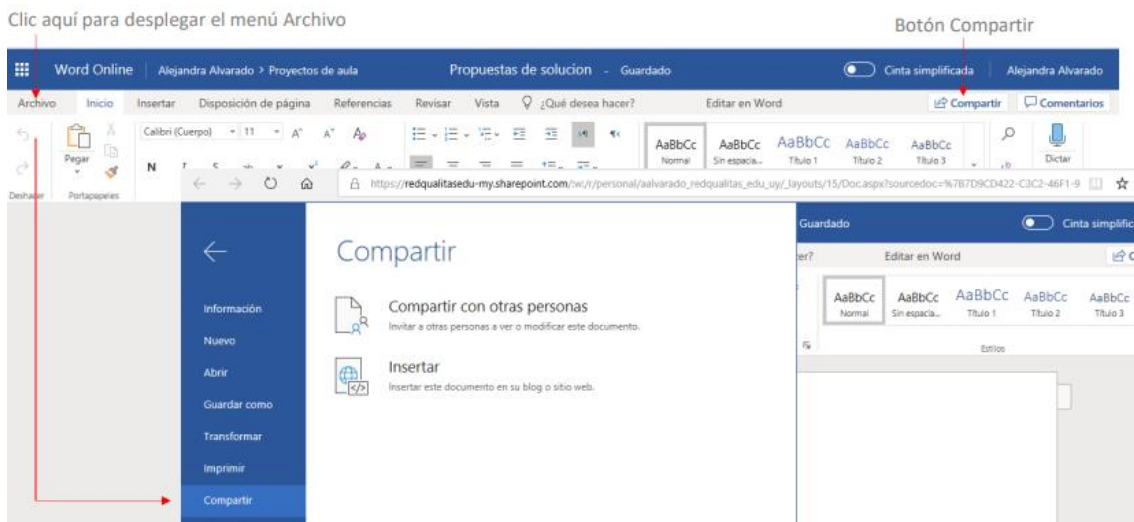 Clic aquí para desplegar el menú Archivo
Botón Compartir
Word Online Alejandra Alvarado > Proyectos de aula Propuestas de solucion - Guardado Cinta simplificada Alejandra Alvarado
Archivo Inicio Insertar Disposición de página Referencias Revisar Vista ¿Qué desea hacer? Editar en Word Compartir Comentarios
Calibri (Cuerpo) 11 A A
AaBbCc AaBbCc AaBbCc AaBbCc AaBbCc
Pegar N Normal Sin espacia... Título 1 Título 2 Título 3 Dictar
Deshacer Portapapeles
https://redqualitasedu-my.sharepoint.com/:w:/r/personal/aalvarado_redqualitas_edu_uy/_layouts/15/Doc.aspx?sourcedoc=%7B7D9CD422-C3C2-46F1-9
Guardado Cinta simplific
Compartir
er? Editar en Word C
Compartir con otras personas
Invitar a otras personas a ver o modificar este documento.
AaBbCc AaBbCc AaBbCc AaBbCc AaBbCc
Normal Sin espacia... Título 1 Título 2 Título 3
Estilos
Insertar
Insertar este documento en su blog o sitio web.
Información
Nuevo
Abrir
Guardar como
Transformar
Imprimir
Compartir